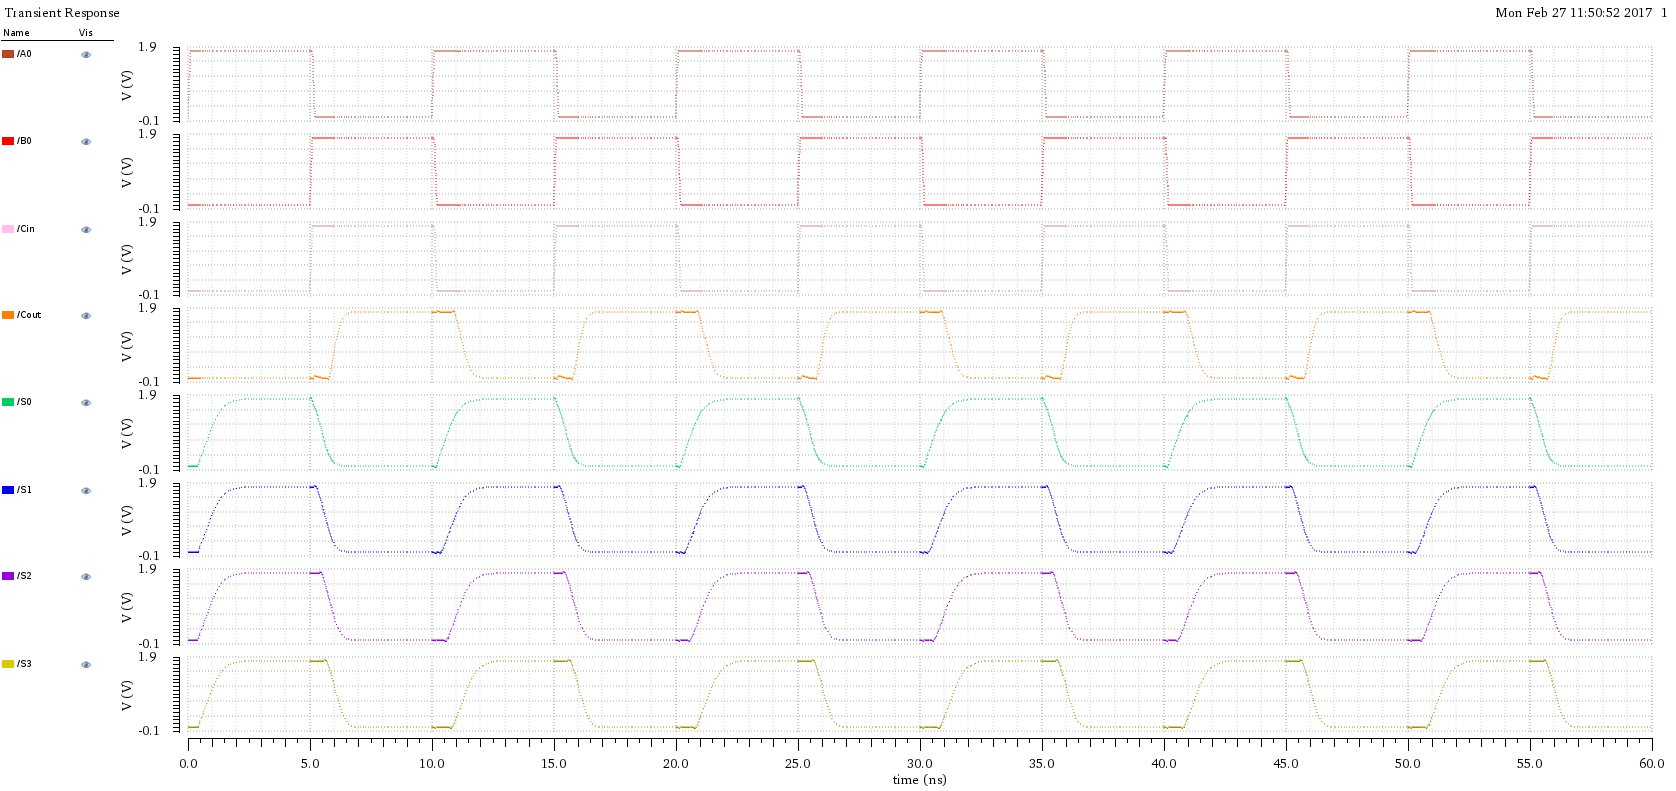 Transient Response
Mon Feb 27 11:50:52 2017 1
Name Vis
/A0
1.9
V (V)
-0.1
/B0
1.9
V (V)
-0.1
/Cin
1.9
V (V)
-0.1
/Cout
1.9
V (V)
-0.1
/S0
1.9
V (V)
-0.1
/S1
1.9
V (V)
-0.1
/S2
1.9
V (V)
-0.1
/S3
1.9
V (V)
-0.1
0.0 5.0 10.0 15.0 20.0 25.0 30.0 35.0 40.0 45.0 50.0 55.0 60.0
time (ns)